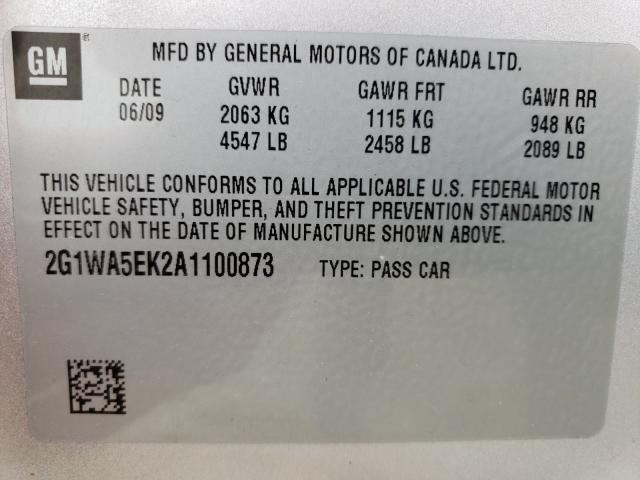 GM
®
MFD BY GENERAL MOTORS OF CANADA LTD.
DATE GVWR GAWR FRT GAWR RR
06/09 2063 KG 1115 KG 948 KG
4547 LB 2458 LB 2089 LB
THIS VEHICLE CONFORMS TO ALL APPLICABLE U.S. FEDERAL MOTOR
VEHICLE SAFETY, BUMPER, AND THEFT PREVENTION STANDARDS IN
EFFECT ON THE DATE OF MANUFACTURE SHOWN ABOVE.
2G1WA5EK2A1100873 TYPE: PASS CAR